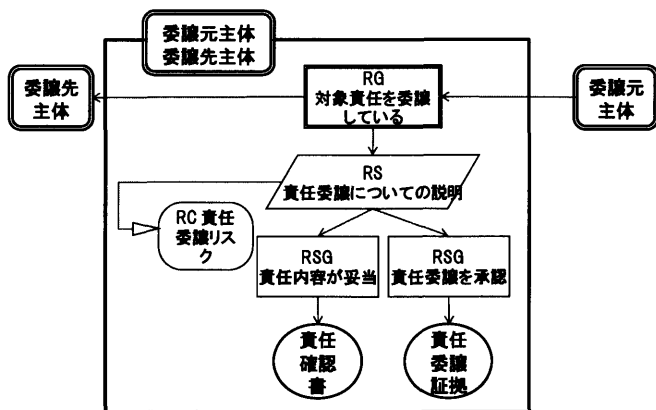 委譲元主体
委譲先主体
委譲先
主体
RG
対象責任を委譲
している
委譲元
主体
RS
責任委譲についての説明
RC 責任
委譲リス
ク
RSG
責任内容が妥当
RSG
責任委譲を承認
責任
確認
書
責任
委譲
証拠